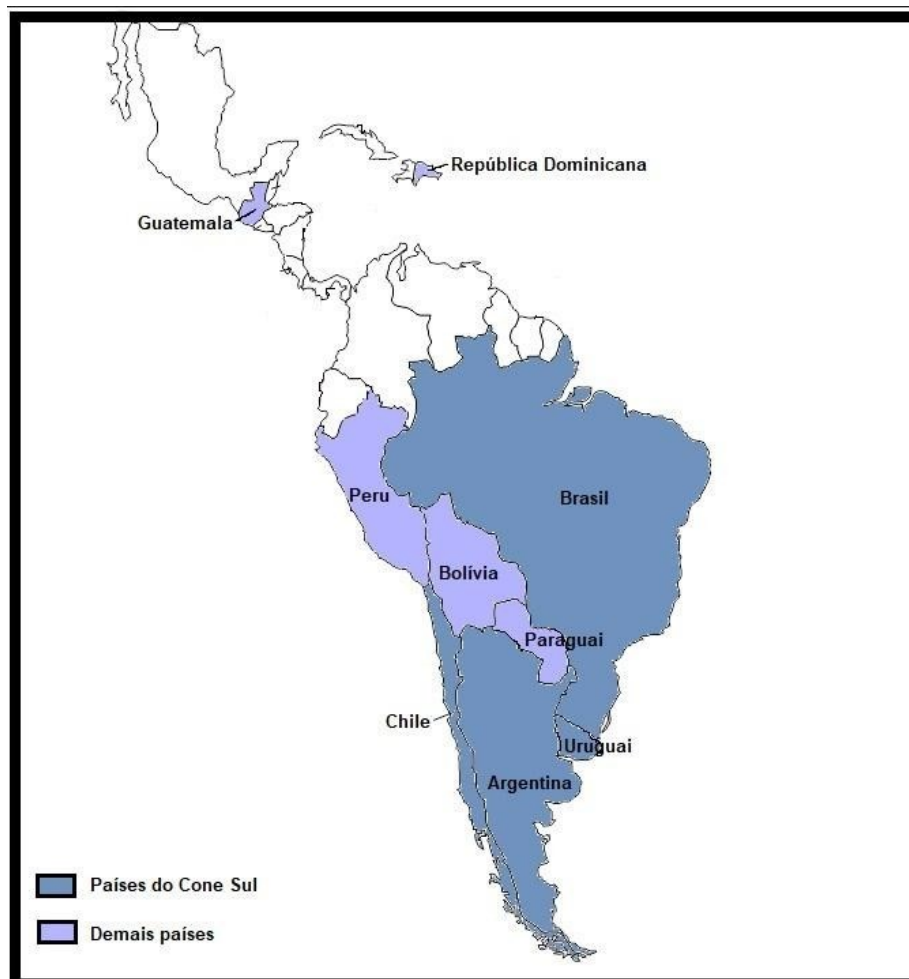 República Dominicana
Guatemala
Peru
Brasil
Bolívia
Paraguai
Chile
Uruguai
Argentina
Países do Cone Sul
Demais países